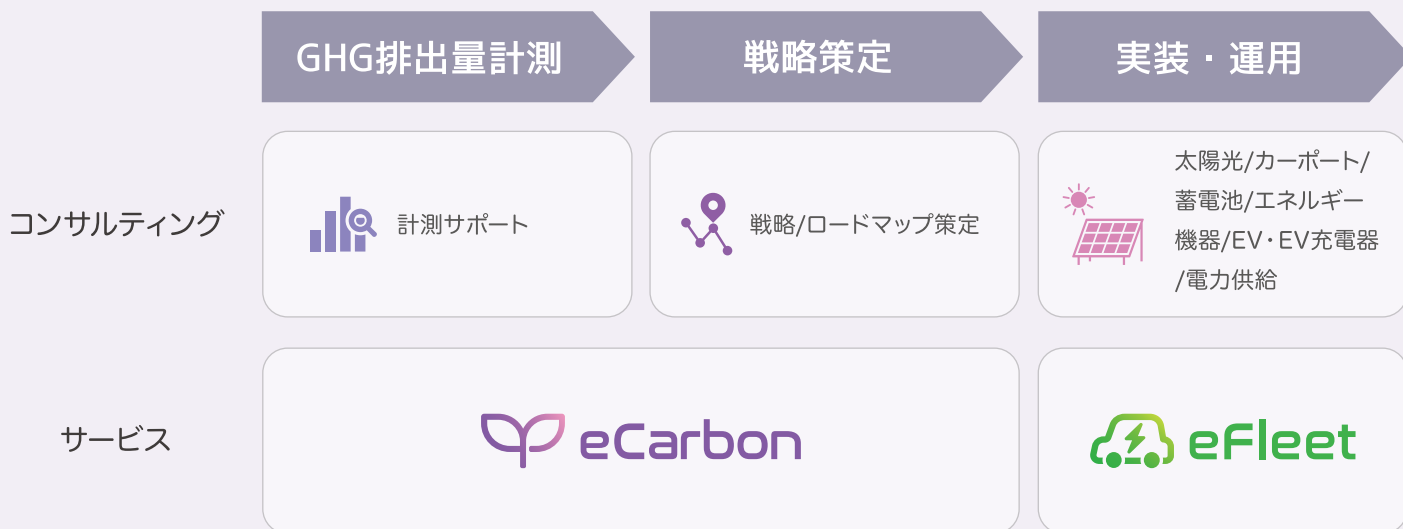 GHG排出量計測
戦略策定
実装・運用
コンサルティング
計測サポート
戦略/ロードマップ策定
太陽光/カーポート/
蓄電池/エネルギー
機器/EV・EV充電器
/電力供給
サービス
eCarbon
eFleet